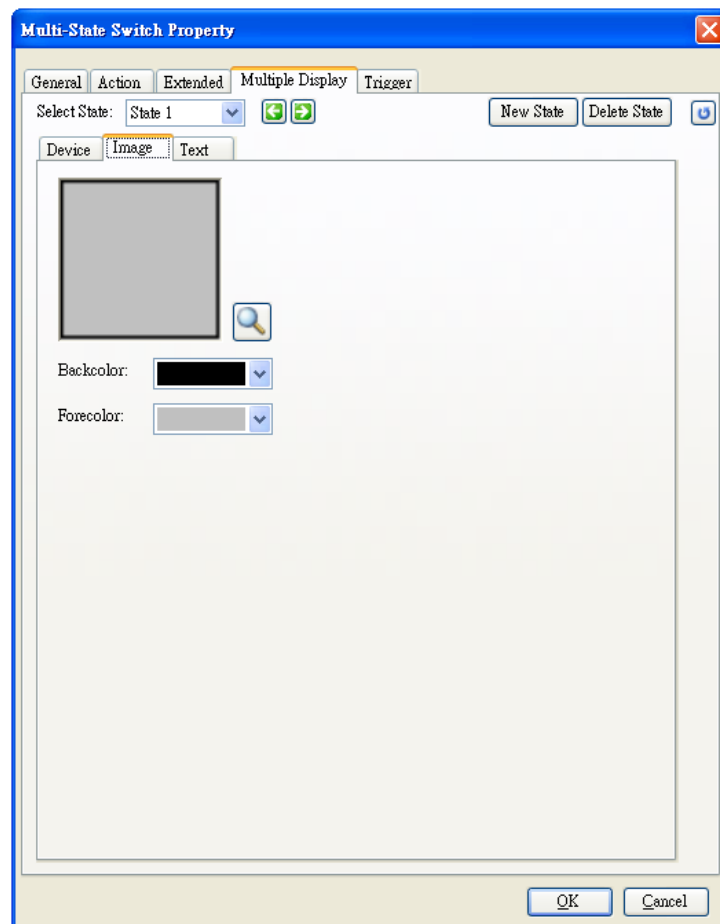 Multi-State Switch Property
General Action Extended Multiple Display Trigger
Select State: State 1 New State Delete State
Device Image Text
Backcolor:
Forecolor:
OK Cancel